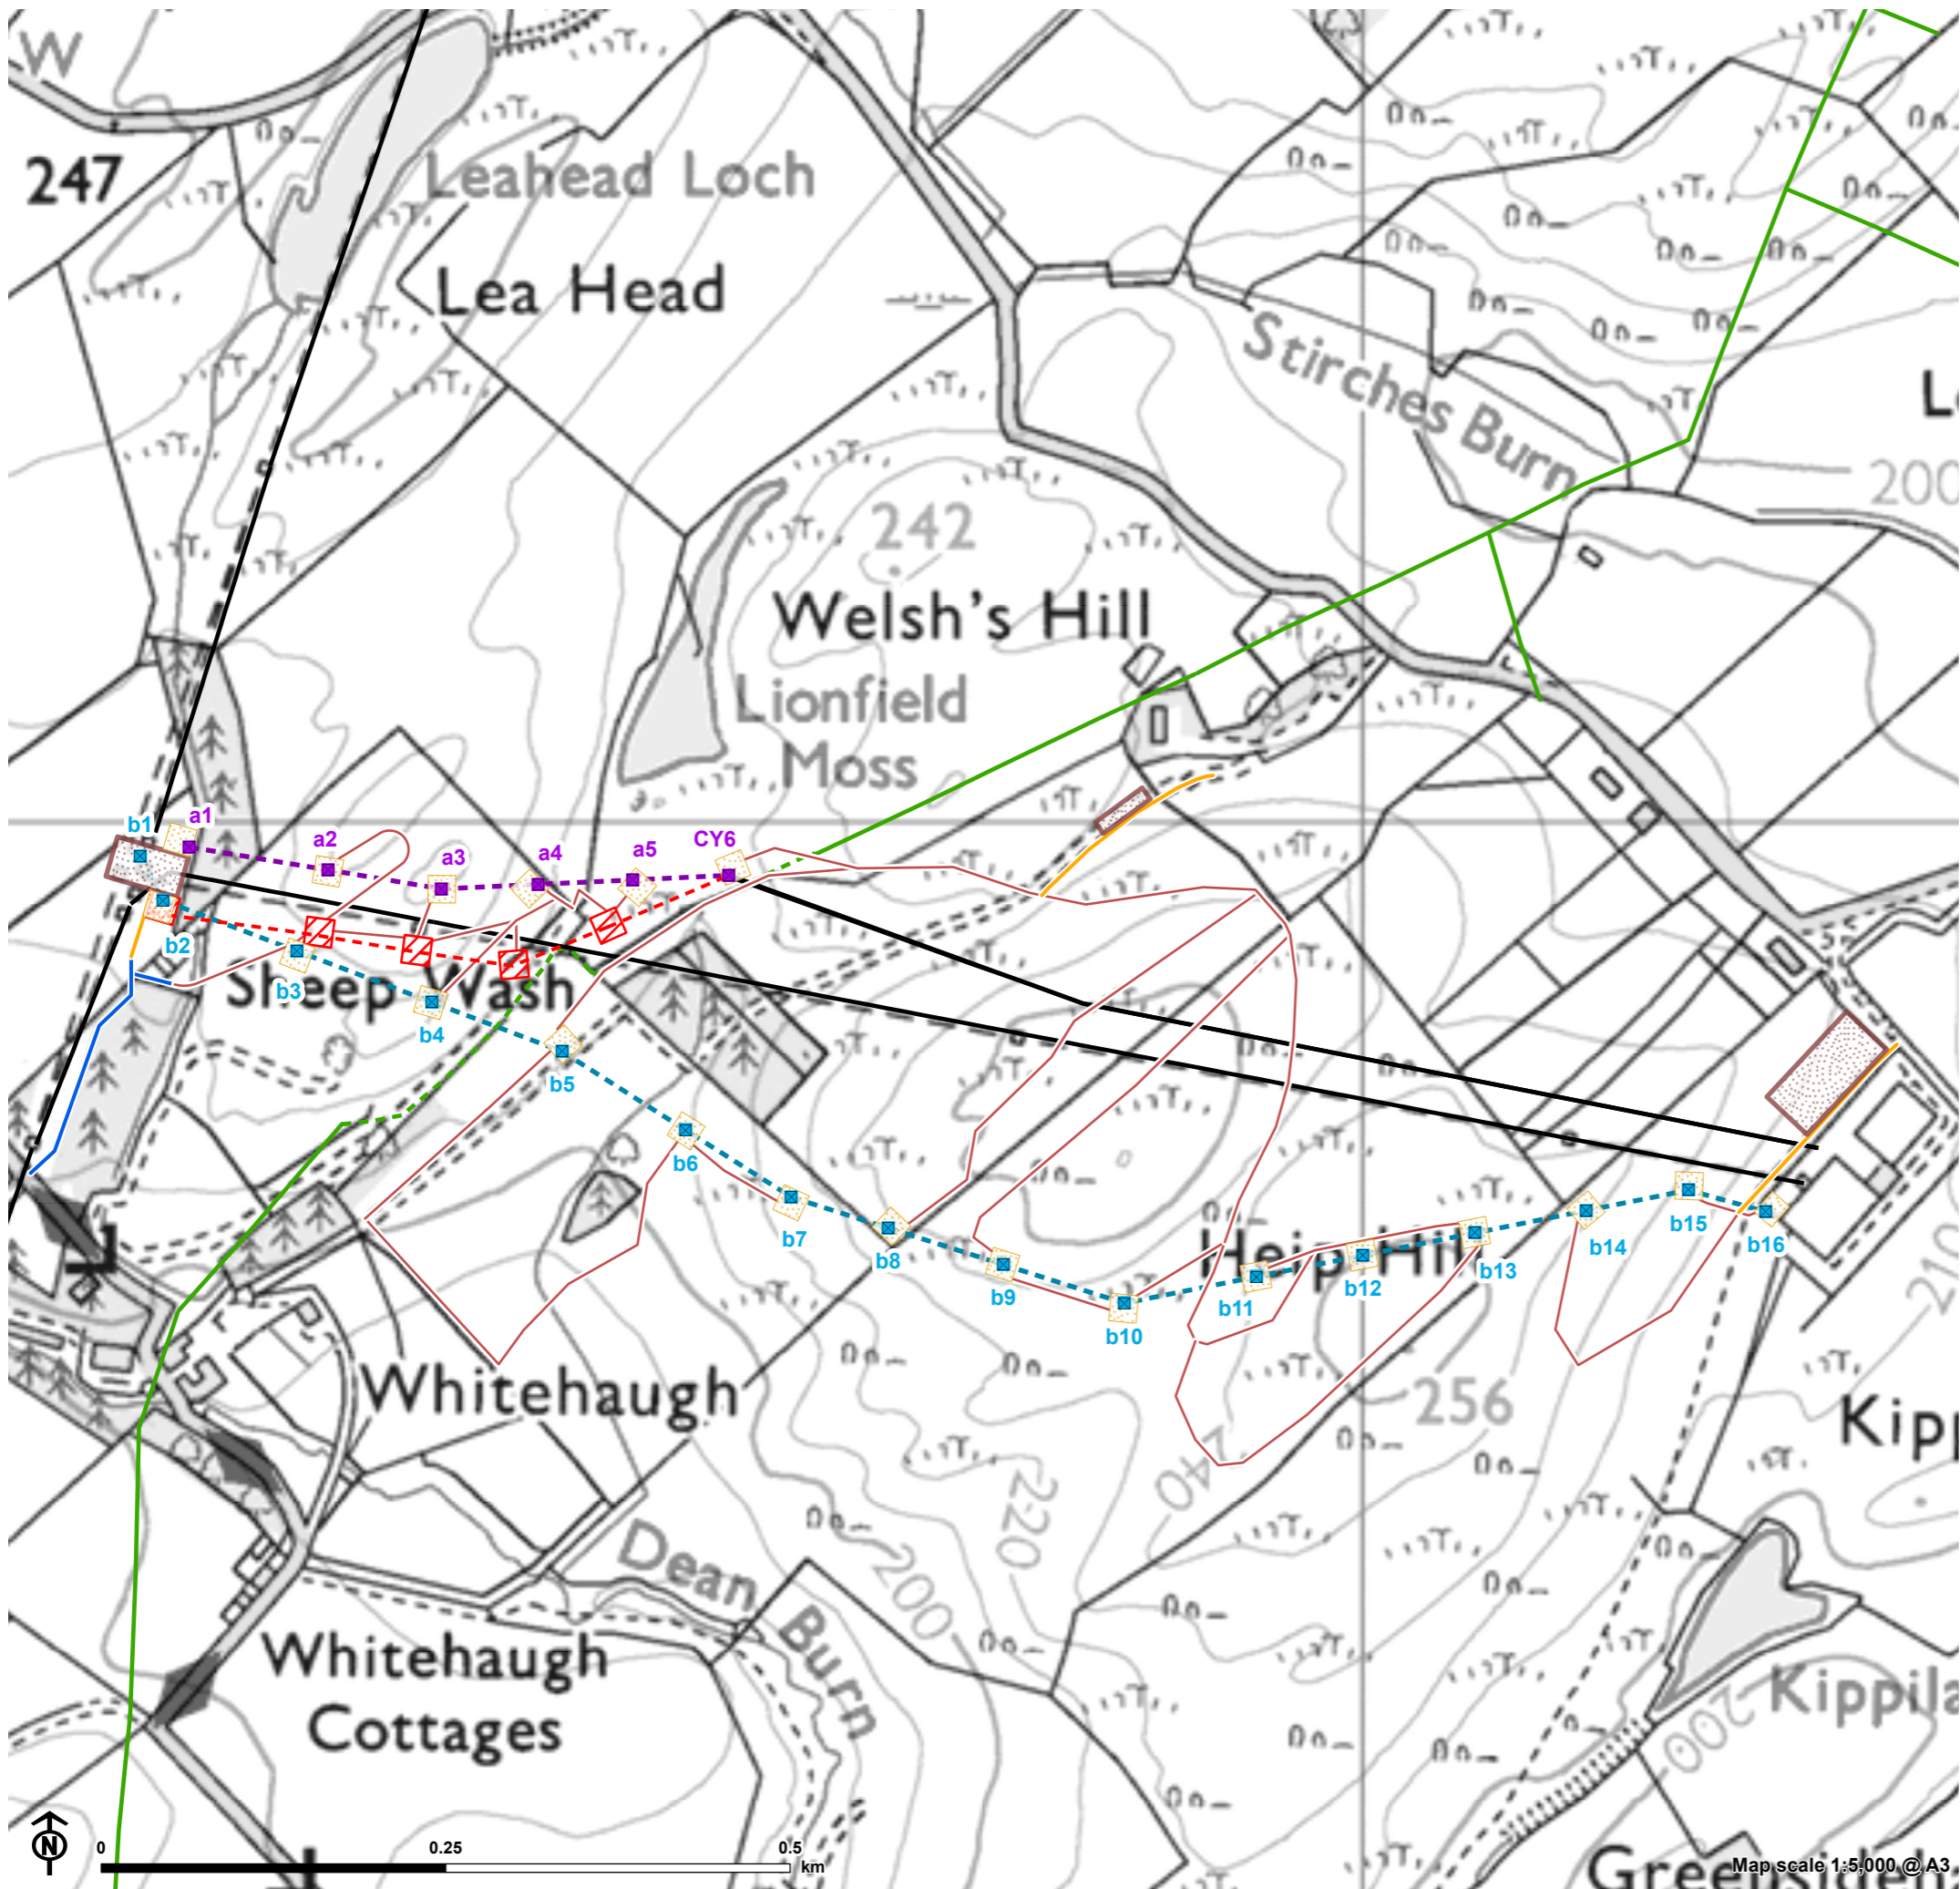 W
247
Leahead Loch
Lea Head
Stirches Burn
200
242
Welsh's Hill
Lionfield
Moss
b1
a1
a2
a3
a4
a5
CY6
b2
b3
Sheep Wash
b4
b5
b6
b7
b8
b9
b10
b11
Heip Hill
b12
b13
b14
b15
b16
210
Whitehaugh
256
240
220
200
Dean Burn
Whitehaugh
Cottages
200
0
0.25
0.5
km
N
Map scale 1:5,000 @ A3